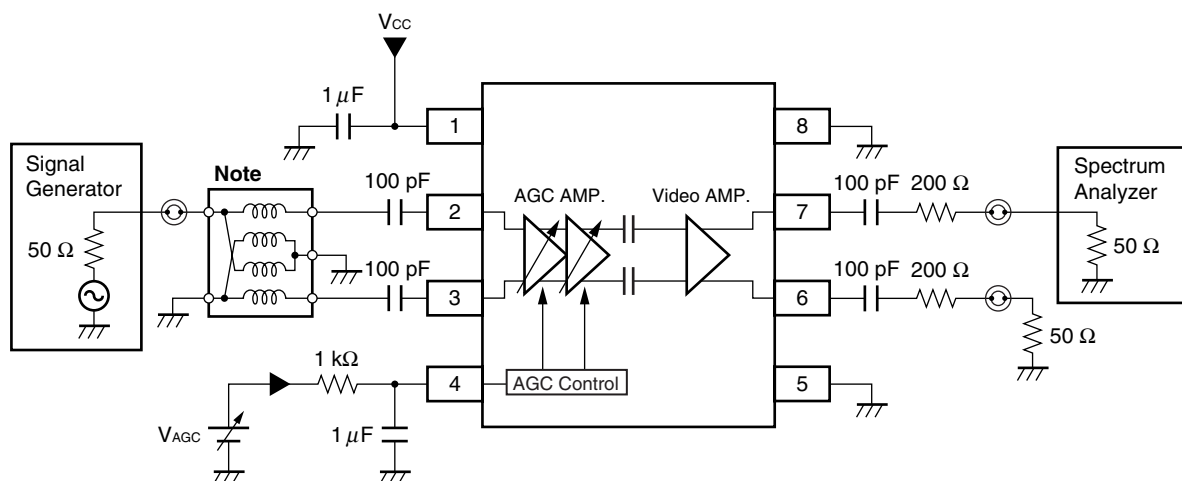 VCC
1 µF
1
8
Signal
Generator
Note
Spectrum
Analyzer
100 pF
2
AGC AMP.
Video AMP.
7
100 pF
200 Ω
50 Ω
50 Ω
100 pF
3
6
100 pF
200 Ω
50 Ω
1 kΩ
4
AGC Control
5
VAGC
1 µF